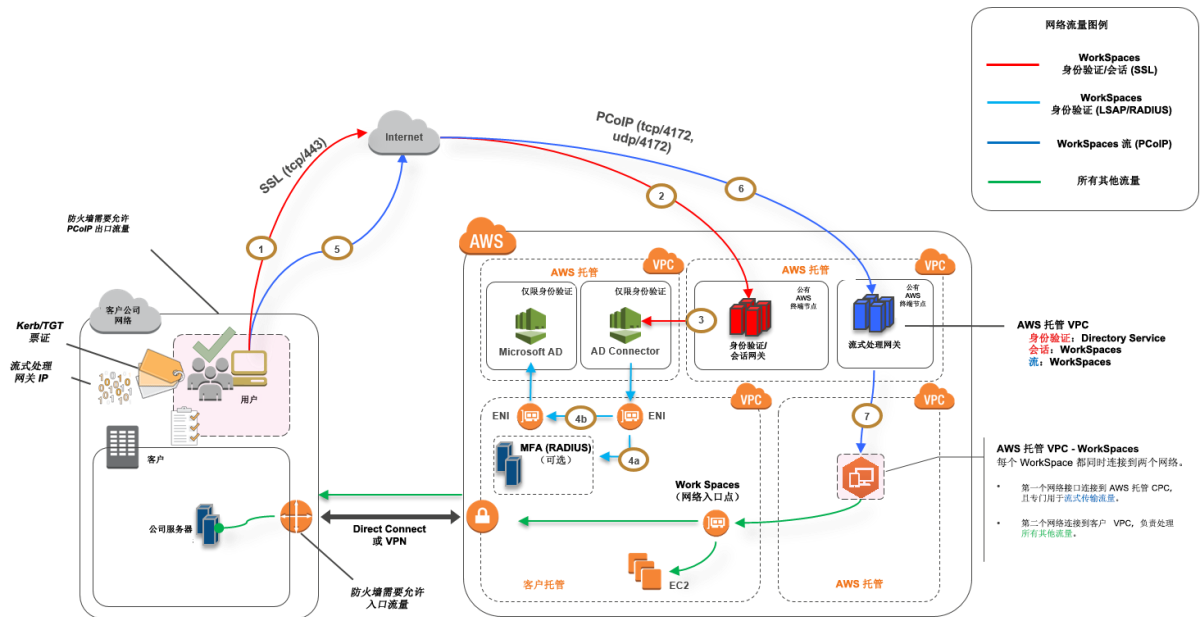 网络流量图例
WorkSpaces
身份验证/会话 (SSL)
WorkSpaces
身份验证 (LSAP/RADIUS)
WorkSpaces 流 (PCoIP)
所有其他流量
Internet
SSL (tcp/443)
PCoIP (tcp/4172,
udp/4172)
1
5
2
6
防火墙需要允许
PCoIP 出口流量
客户公司
网络
Kerb/TGT
票证
流式处理
网关 IP
用户
客户
公司服务器
防火墙需要允许
入口流量
Direct Connect
或 VPN
AWS
AWS 托管
VPC
仅限身份验证
Microsoft AD
仅限身份验证
AD Connector
AWS 托管
VPC
公有
AWS
终端节点
身份验证/
会话网关
公有
AWS
终端节点
流式处理网关
3
AWS 托管 VPC
身份验证：Directory Service
会话：WorkSpaces
流：WorkSpaces
VPC
ENI
4b
ENI
4a
MFA (RADIUS)
（可选）
Work Spaces
(网络入口点)
EC2
客户托管
VPC
7
AWS 托管
AWS 托管 VPC - WorkSpaces
每个 WorkSpace 都同时连接到两个网络。
• 第一个网络接口连接到 AWS 托管 CPC，
且专门用于流式传输流量。
• 第二个网络连接到客户 VPC，负责处理
所有其他流量。